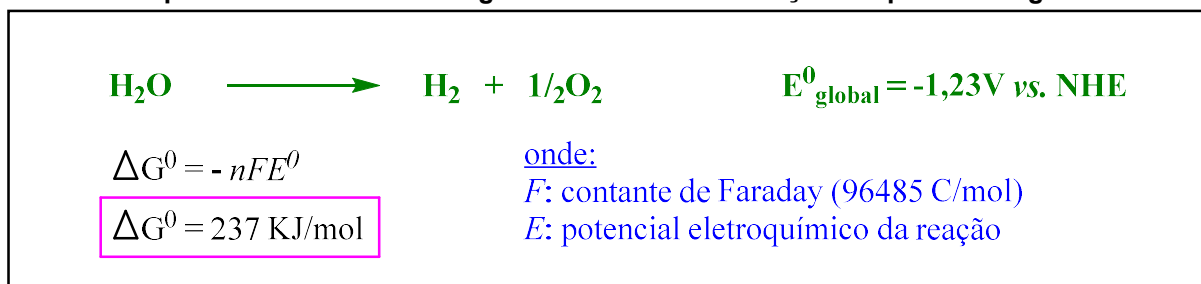 H₂O ⟶ H₂ + 1/₂O₂ E⁰global = -1,23V vs. NHE
ΔG⁰ = - nFE⁰
ΔG⁰ = 237 KJ/mol
onde:
F: contante de Faraday (96485 C/mol)
E: potencial eletroquímico da reação